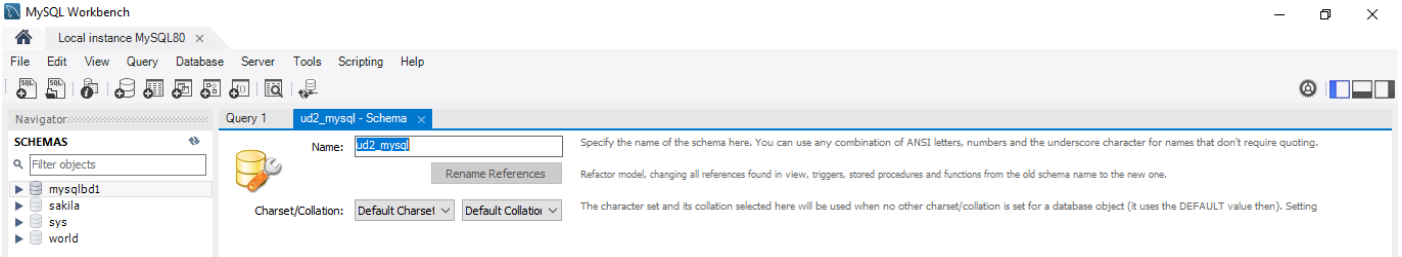 MySQL Workbench
Local instance MySQL80
File Edit View Query Database Server Tools Scripting Help
SQL SQL
Navigator
Query 1
ud2_mysql - Schema
SCHEMAS
Filter objects
mysqlbd1
sakila
sys
world
Name: ud2_mysql
Specify the name of the schema here. You can use any combination of ANSI letters, numbers and the underscore character for names that don't require quoting.
Rename References
Refactor model, changing all references found in view, triggers, stored procedures and functions from the old schema name to the new one.
Charset/Collation: Default Charset Default Collation
The character set and its collation selected here will be used when no other charset/collation is set for a database object (it uses the DEFAULT value then). Setting